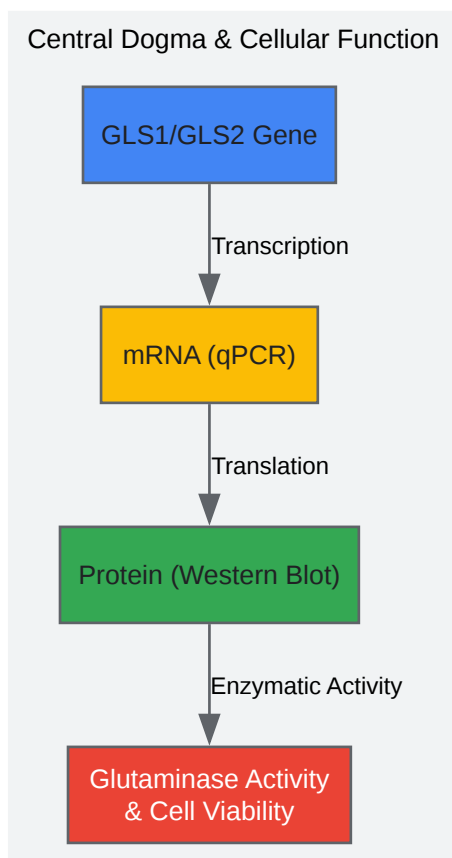 Central Dogma & Cellular Function
GLS1/GLS2 Gene
Transcription
mRNA (qPCR)
Translation
Protein (Western Blot)
Enzymatic Activity
Glutaminase Activity
& Cell Viability